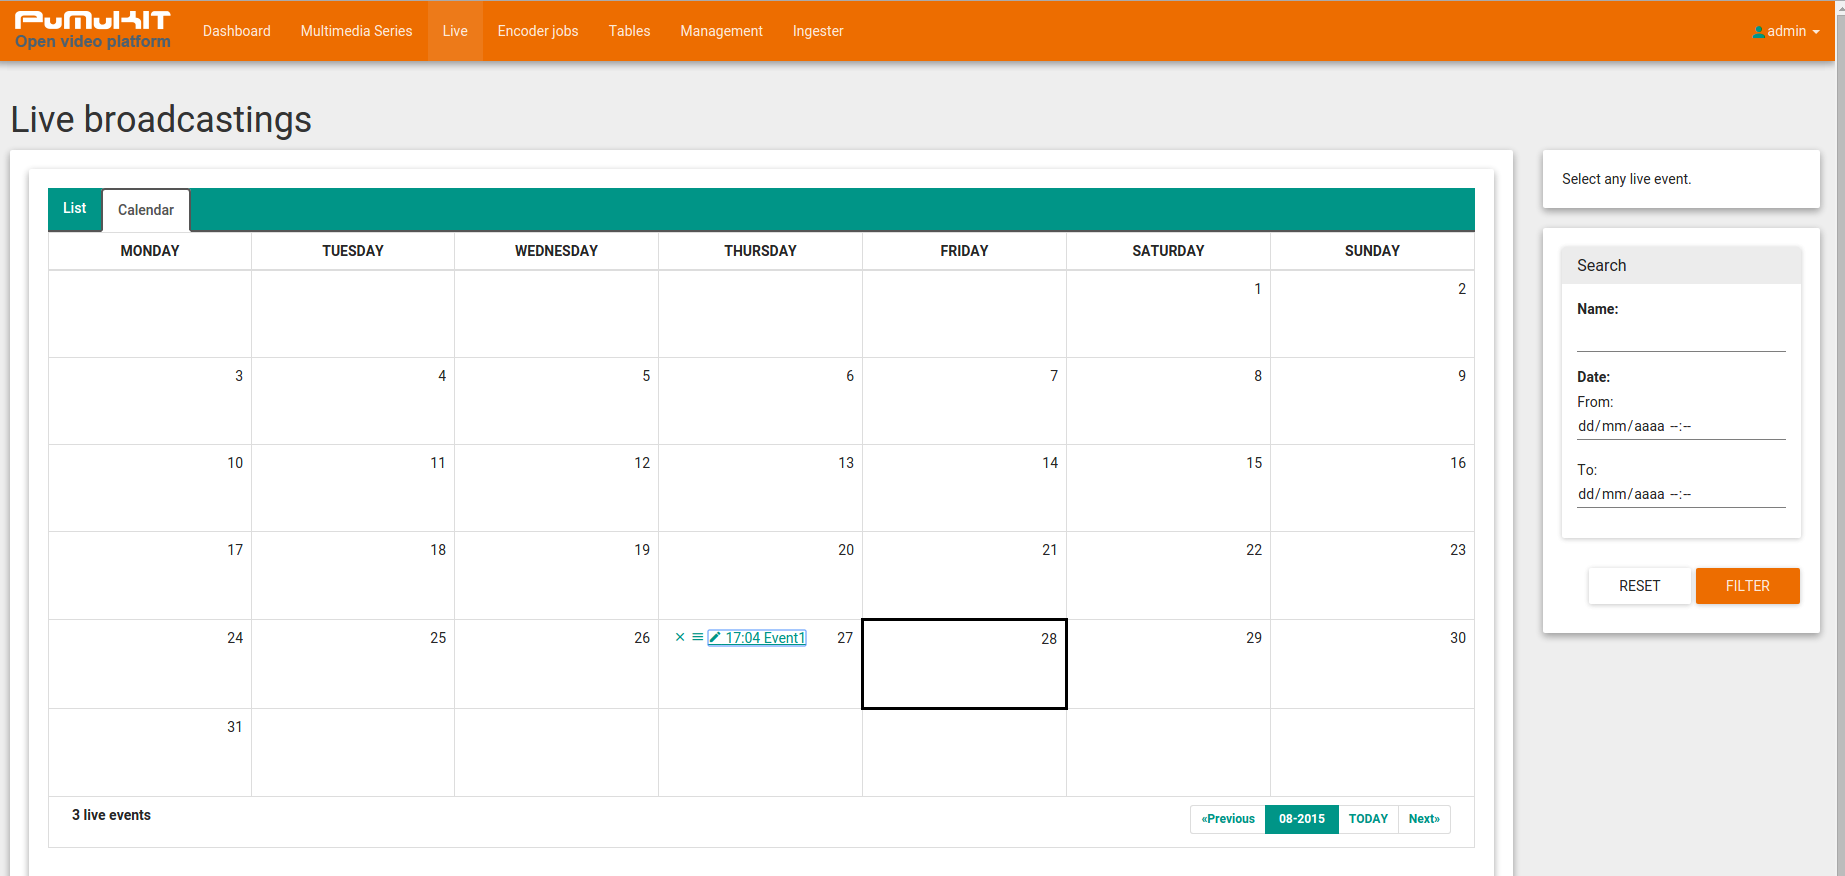 PuMuKIT
Open video platform
Dashboard Multimedia Series Live Encoder jobs Tables Management Ingester admin
Live broadcastings
List Calendar
MONDAY TUESDAY WEDNESDAY THURSDAY FRIDAY SATURDAY SUNDAY
1 2
3 4 5 6 7 8 9
10 11 12 13 14 15 16
17 18 19 20 21 22 23
24 25 26 17:04 Event1 27 28 29 30
31
3 live events
«Previous 08-2015 TODAY Next»
Select any live event.
Search
Name:
Date:
From:
dd/mm/aaaa --:--
To:
dd/mm/aaaa --:--
RESET FILTER